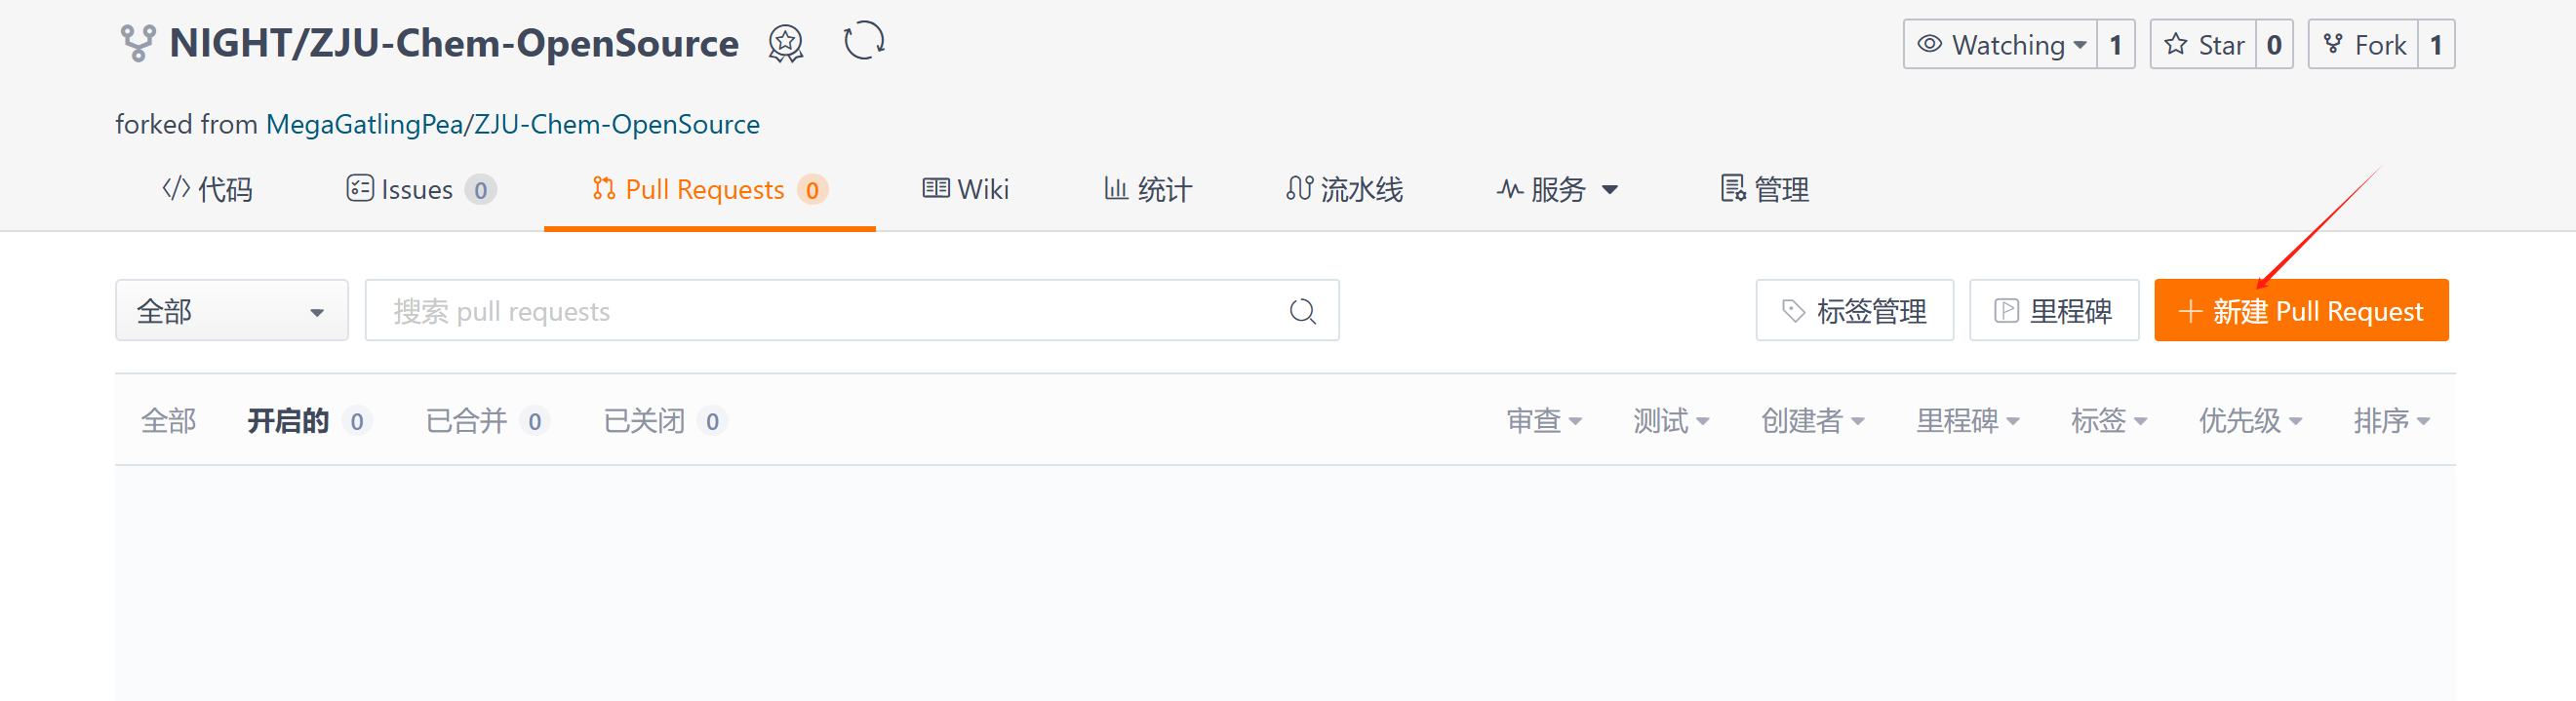 NIGHT/ZJU-Chem-OpenSource Watching 1 Star 0 Fork 1
forked from MegaGatlingPea/ZJU-Chem-OpenSource
代码 Issues 0 Pull Requests 0 Wiki 统计 流水线 服务 管理
全部 搜索 pull requests 标签管理 里程碑 + 新建 Pull Request
全部 开启的 0 已合并 0 已关闭 0 审查 测试 创建者 里程碑 标签 优先级 排序